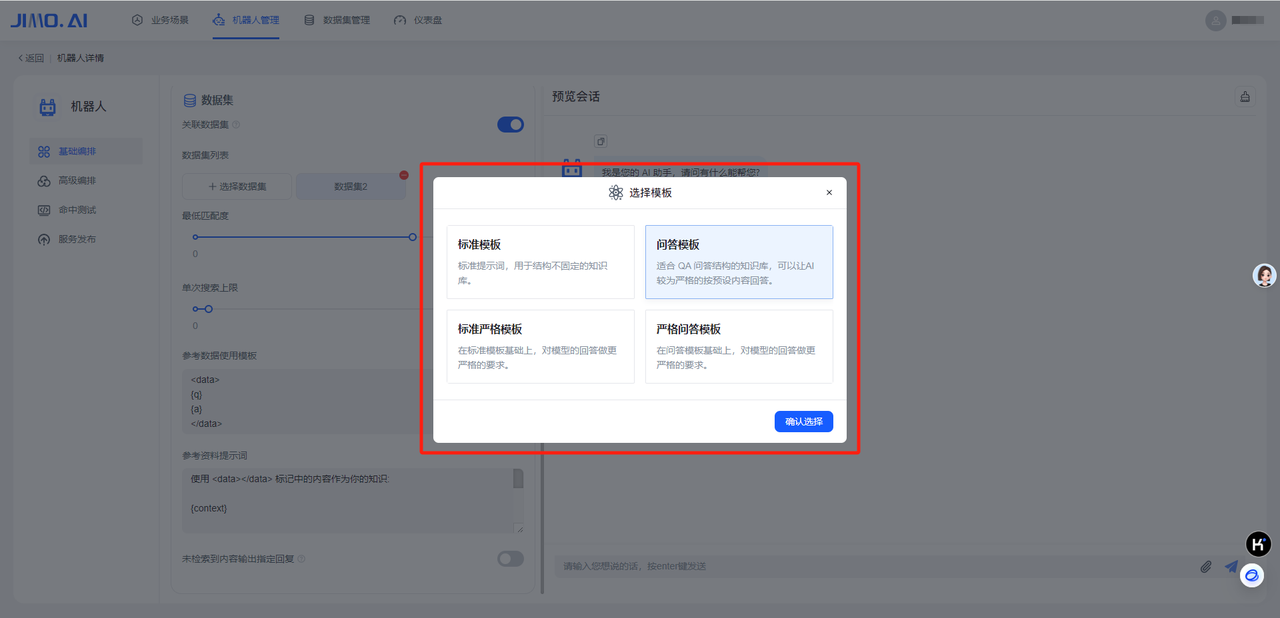 JIMO.AI
业务场景
机器人管理
数据集管理
仪表盘
返回
机器人详情
机器人
基础编排
高级编排
命中测试
服务发布
数据集
关联数据集
数据集列表
+ 选择数据集
数据集2
最低匹配度
0
单次搜索上限
0
参考数据使用模板
<data>
{q}
{a}
</data>
参考资料提示词
使用 <data></data> 标记中的内容作为你的知识:
{context}
未检索到内容输出指定回复
预览会话
我是您的 AI 助手，请问有什么能帮您?
选择模板
标准模板
标准提示词，用于结构不固定的知识
库。
问答模板
适合 QA 问答结构的知识库，可以让AI
较为严格的按预设内容回答。
标准严格模板
在标准模板基础上，对模型的回答做更
严格的要求。
严格问答模板
在问答模板基础上，对模型的回答做更
严格的要求。
确认选择
请输入您想说的话，按enter键发送